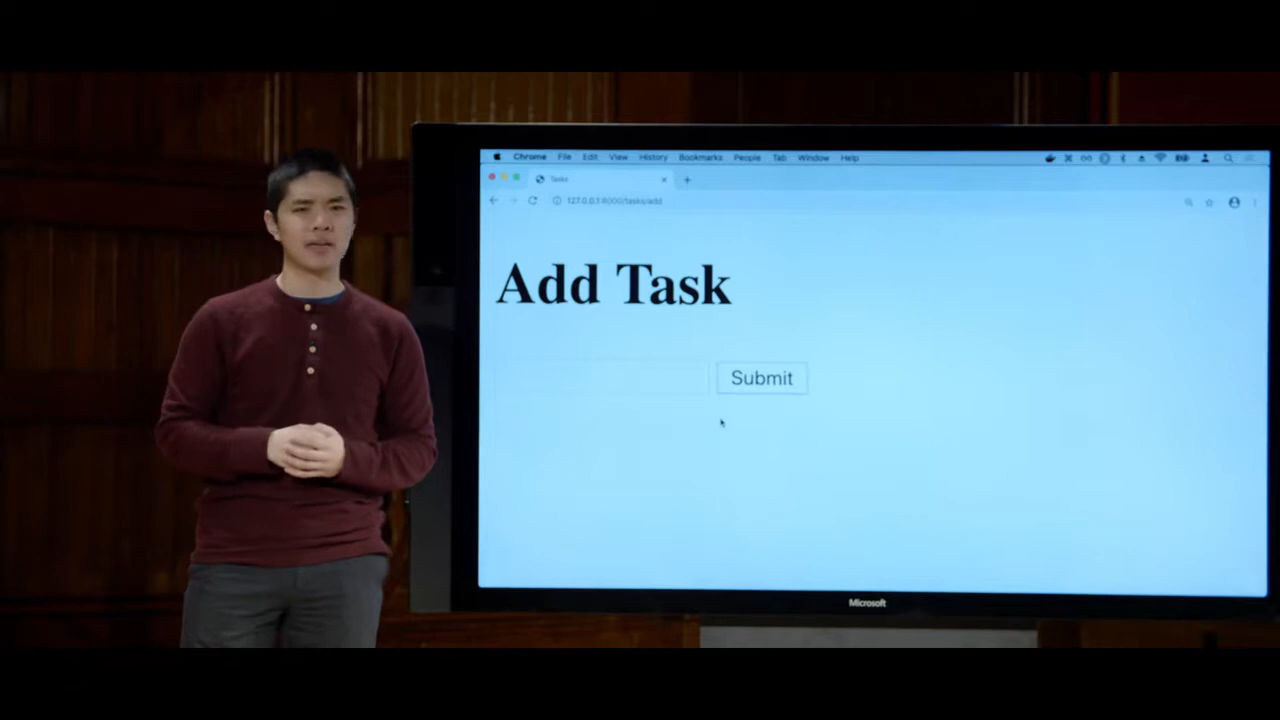 Chrome File Edit View History Bookmarks People Tab Window Help
Tasks
127.0.0.1:8000/tasks/add
Add Task
Submit
Microsoft